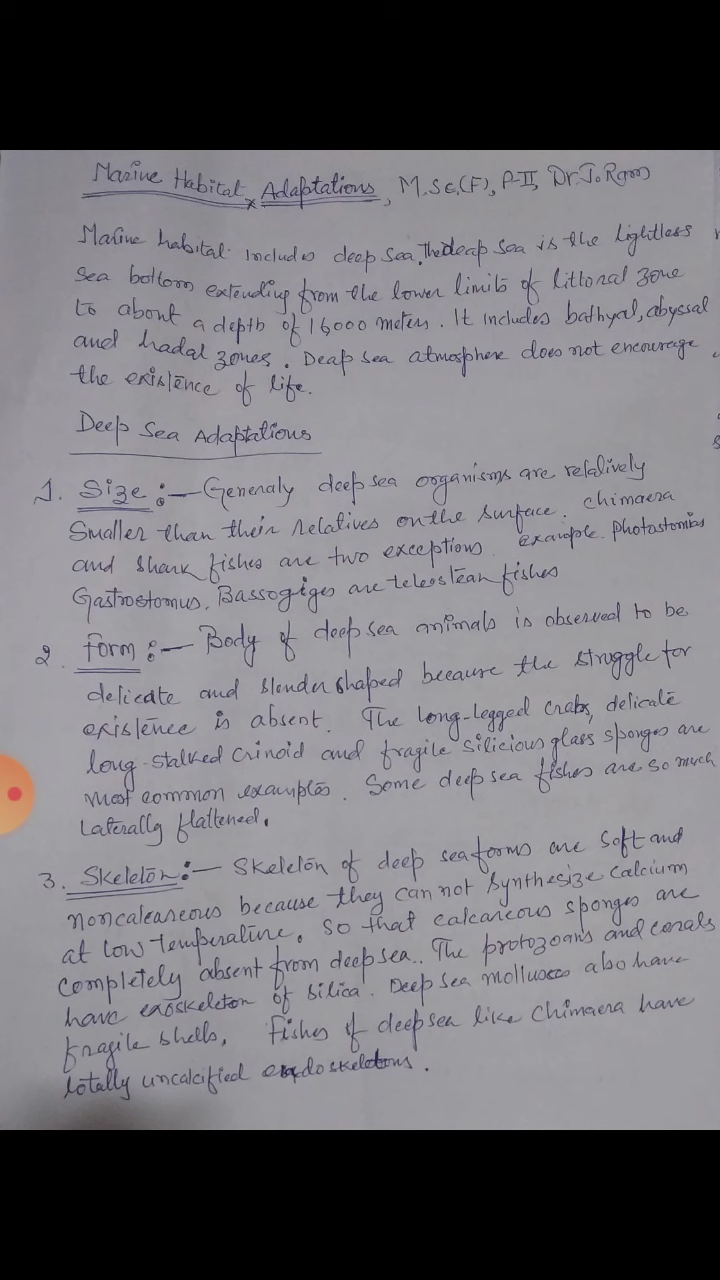 Marine Habitat Adaptations, M.Sc.(F), P-II, Dr. J. Ram
Marine habitat includes deep sea. The deap sea is the lightless
sea bottom extending from the lower limits of littoral zone
to about a depth of 16000 meters. It includes bathyal, abyssal
and hadal zones. Deap sea atmosphere does not encourage
the existence of life.
Deep Sea Adaptations
1. Size :- Generaly deep sea organisms are relatively
smaller than their relatives on the surface. Chimaera
and shark fishes are two exceptions. example Photostomias
Gastrostomus, Bassogiges are teleostean fishes
2. Form :- Body of deep sea animals is observed to be
delicate and slender shaped because the struggle for
existence is absent. The long-legged crabs, delicate
long-stalked crinoid and fragile silicious glass sponges are
most common examples. Some deep sea fishes are so much
laterally flattened.
3. Skeleton :- Skeleton of deep sea forms are soft and
noncalcareous because they can not synthesize calcium
at low temperature. So that calcareous sponges are
completely absent from deep sea. The protozoans and corals
have exoskeleton of silica. Deep sea molluscs also have
fragile shells, fishes of deep sea like Chimaera have
totally uncalcified endoskeletons.